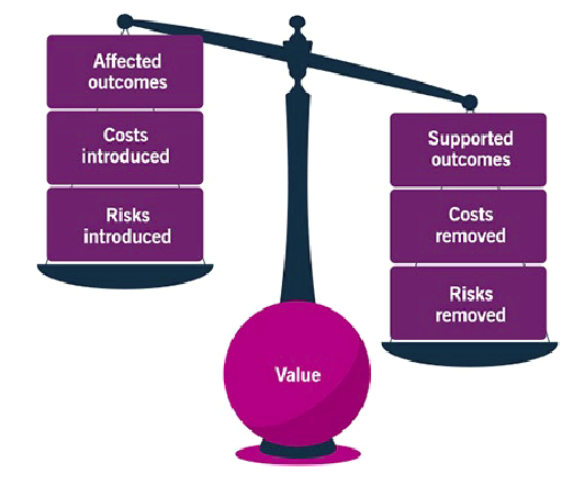 Affected
outcomes
Costs
introduced
Risks
introduced
Supported
outcomes
Costs
removed
Risks
removed
Value